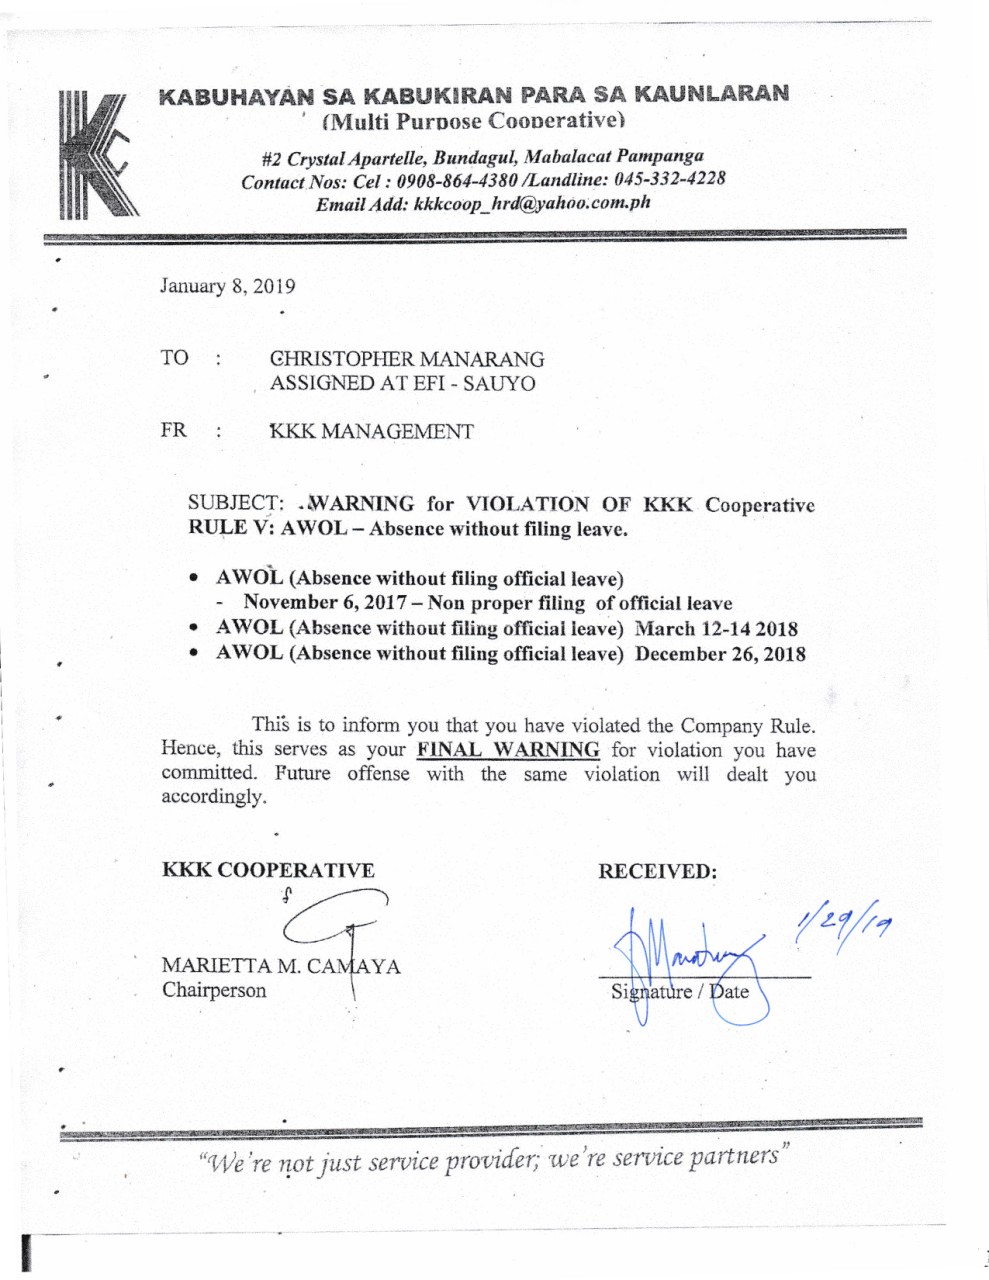 KABUHAYAN SA KABUKIRAN PARA SA KAUNLARAN
(Multi Purpose Cooperative)
#2 Crystal Apartelle, Bundagul, Mabalacat Pampanga
Contact Nos: Cel : 0908-864-4380 /Landline: 045-332-4228
Email Add: kkkcoop_hrd@yahoo.com.ph
January 8, 2019
TO : CHRISTOPHER MANARANG
ASSIGNED AT EFI - SAUYO
FR : KKK MANAGEMENT
SUBJECT: WARNING for VIOLATION OF KKK Cooperative
RULE V: AWOL – Absence without filing leave.
• AWOL (Absence without filing official leave)
- November 6, 2017 – Non proper filing of official leave
• AWOL (Absence without filing official leave) March 12-14 2018
• AWOL (Absence without filing official leave) December 26, 2018
This is to inform you that you have violated the Company Rule.
Hence, this serves as your FINAL WARNING for violation you have
committed. Future offense with the same violation will dealt you
accordingly.
KKK COOPERATIVE RECEIVED:
1/29/19
MARIETTA M. CAMAYA
Chairperson Signature / Date
"We're not just service provider; we're service partners"